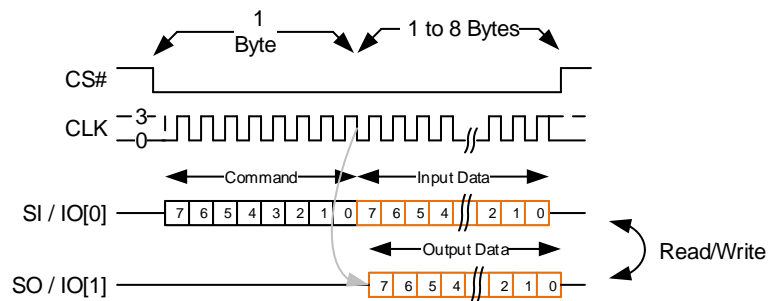 1 Byte
1 to 8 Bytes
CS#
CLK
3
0
Command
Input Data
SI / IO[0]
7 6 5 4 3 2 1 0 7 6 5 4 2 1 0
Output Data
Read/Write
SO / IO[1]
7 6 5 4 2 1 0